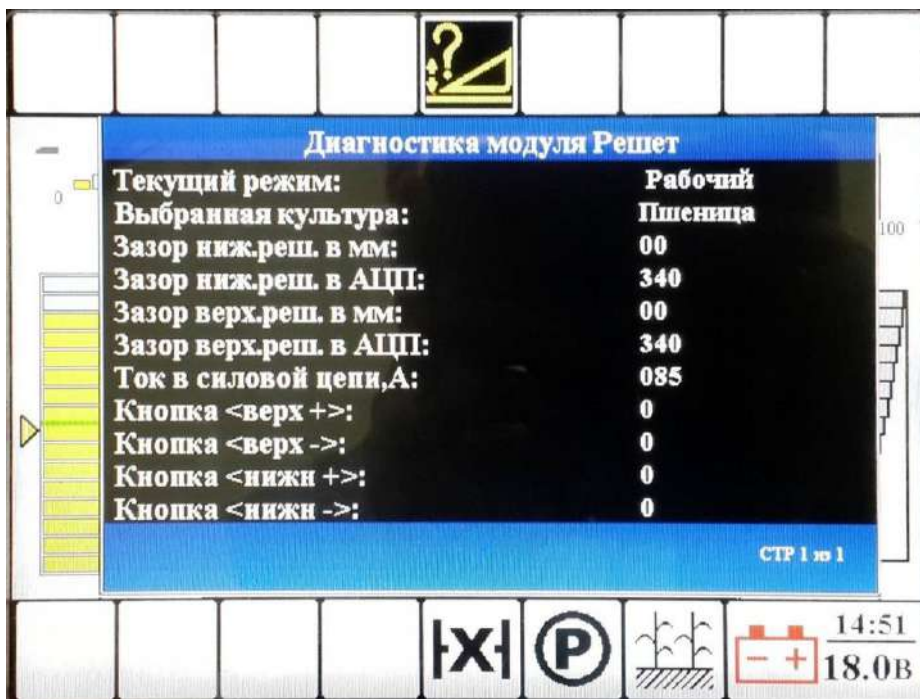 ?
Диагностика модуля Решет
Текущий режим: Рабочий
Выбранная культура: Пшеница
Зазор ниж.реш. в мм: 00
Зазор ниж.реш. в АЦП: 340
Зазор верх.реш. в мм: 00
Зазор верх.реш. в АЦП: 340
Ток в силовой цепи,А: 085
Кнопка <верх +>: 0
Кнопка <верх ->: 0
Кнопка <нижн +>: 0
Кнопка <нижн ->: 0
СТР 1 из 1
0
100
X
P
- +
14:51
18.0В